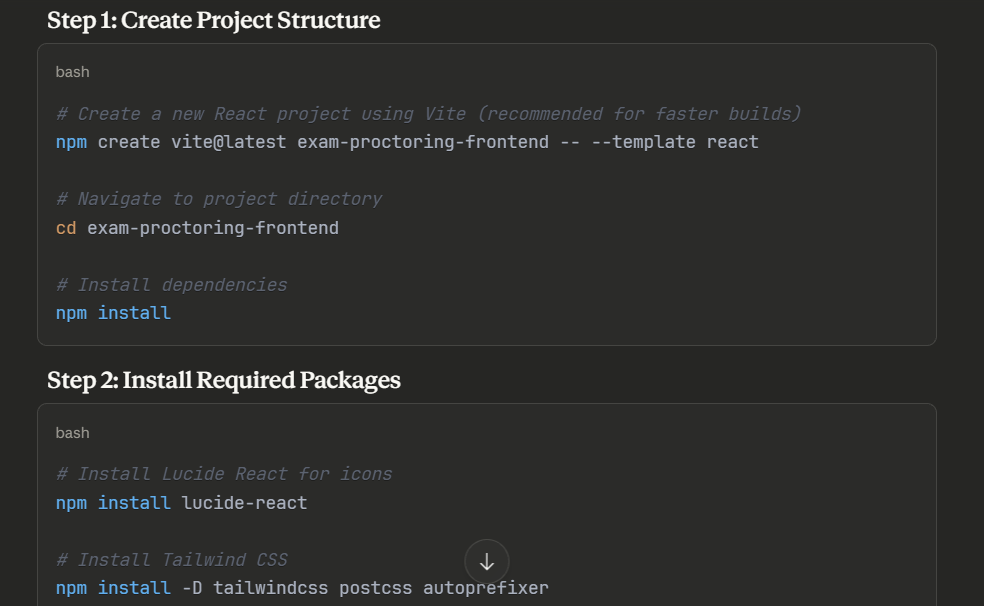 Step 1: Create Project Structure
bash
# Create a new React project using Vite (recommended for faster builds)
npm create vite@latest exam-proctoring-frontend -- --template react
# Navigate to project directory
cd exam-proctoring-frontend
# Install dependencies
npm install
Step 2: Install Required Packages
bash
# Install Lucide React for icons
npm install lucide-react
# Install Tailwind CSS
npm install -D tailwindcss postcss autoprefixer